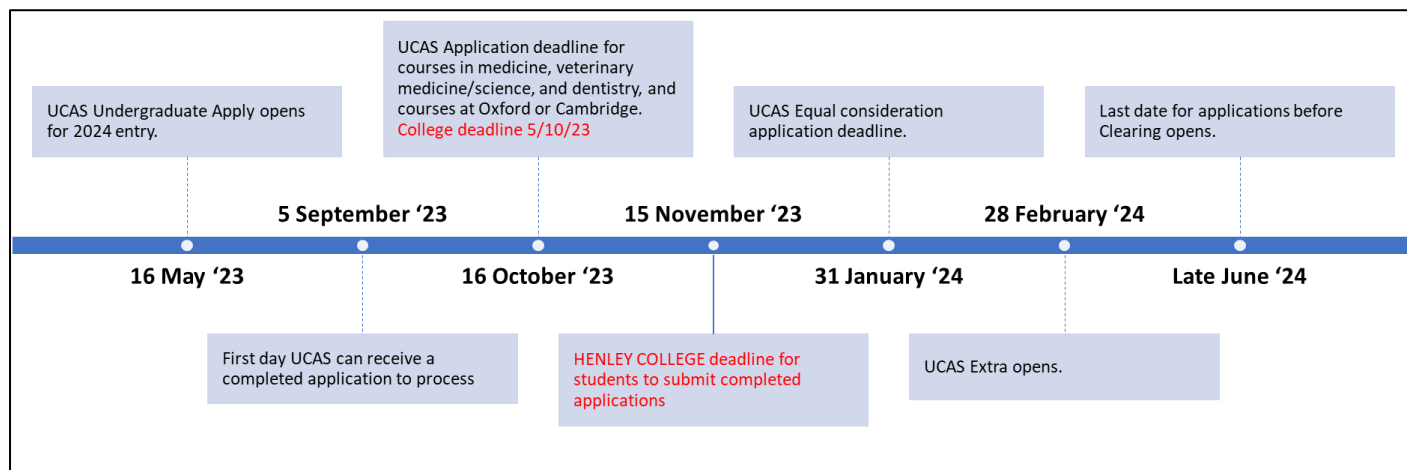 UCAS Undergraduate Apply opens
for 2024 entry.
UCAS Application deadline for
courses in medicine, veterinary
medicine/science, and dentistry, and
courses at Oxford or Cambridge.
College deadline 5/10/23
UCAS Equal consideration
application deadline.
Last date for applications before
Clearing opens.
5 September ‘23
15 November ‘23
28 February ‘24
16 May ‘23
16 October ‘23
31 January ‘24
Late June ‘24
First day UCAS can receive a
completed application to process
HENLEY COLLEGE deadline for
students to submit completed
applications
UCAS Extra opens.